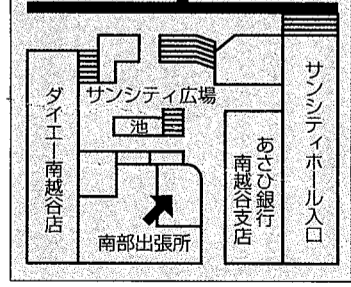 サンシティホール入口
あさひ銀行
南越谷支店
サンシティ広場
池
南部出張所
ダイエー南越谷店